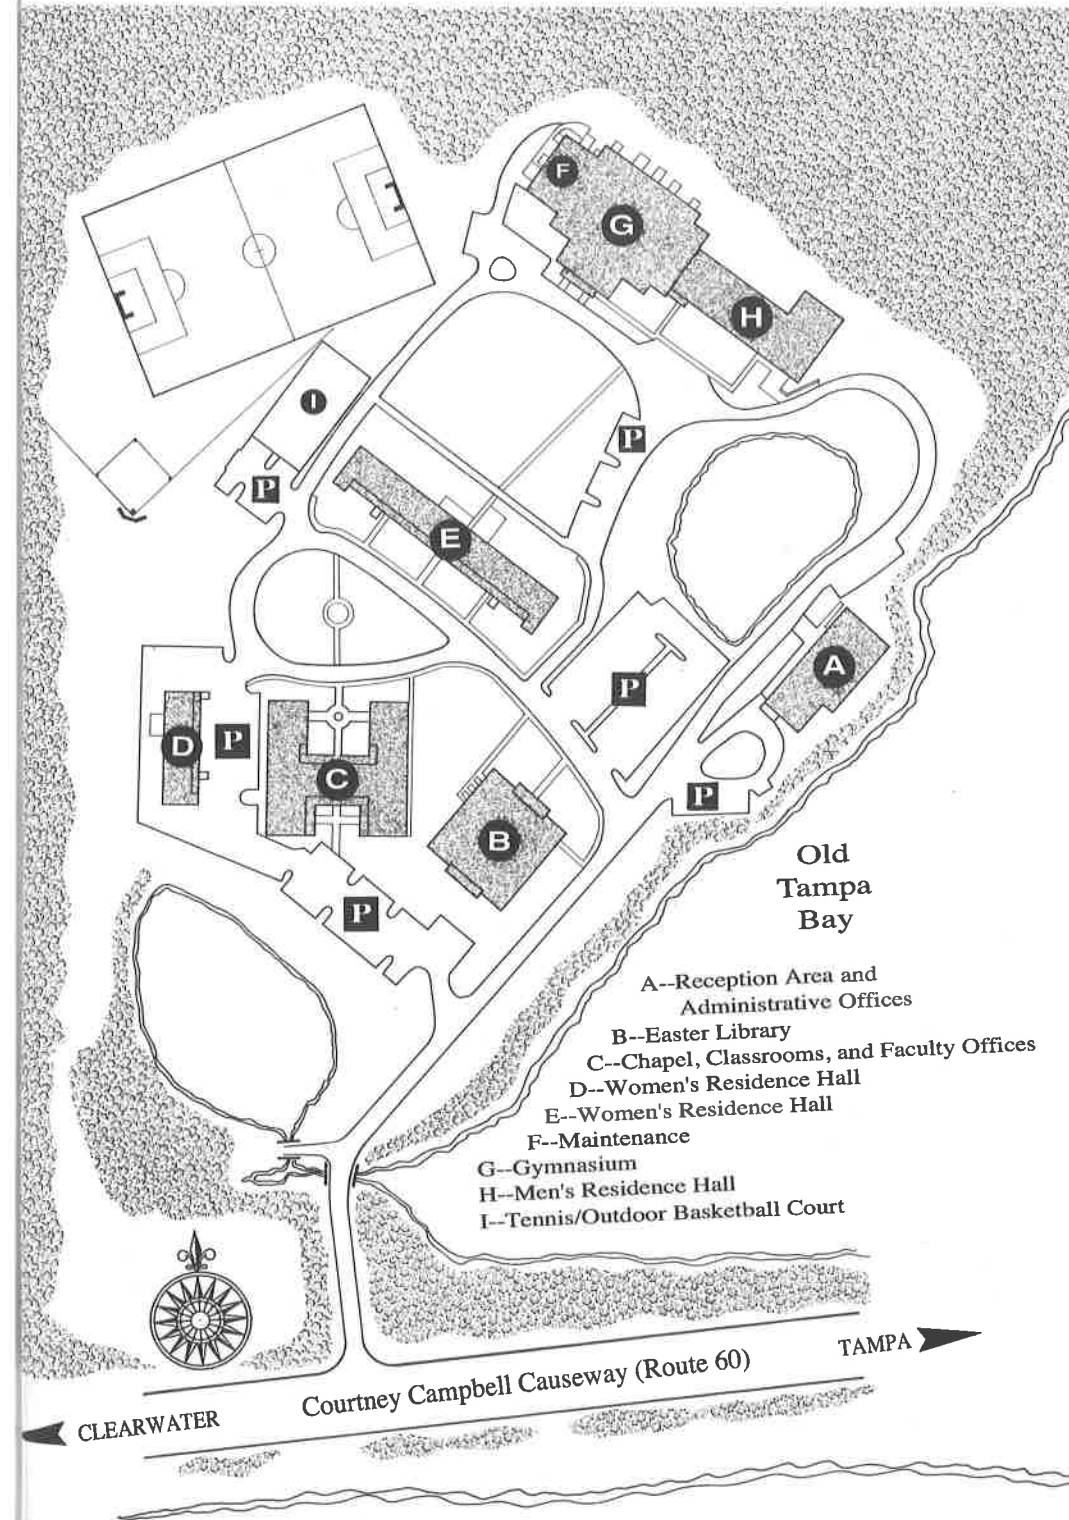 F
G
H
I
P
P
E
A
P
D
P
C
P
B
P
Old
Tampa
Bay
A--Reception Area and
Administrative Offices
B--Easter Library
C--Chapel, Classrooms, and Faculty Offices
D--Women's Residence Hall
E--Women's Residence Hall
F--Maintenance
G--Gymnasium
H--Men's Residence Hall
I--Tennis/Outdoor Basketball Court
TAMPA
Courtney Campbell Causeway (Route 60)
CLEARWATER